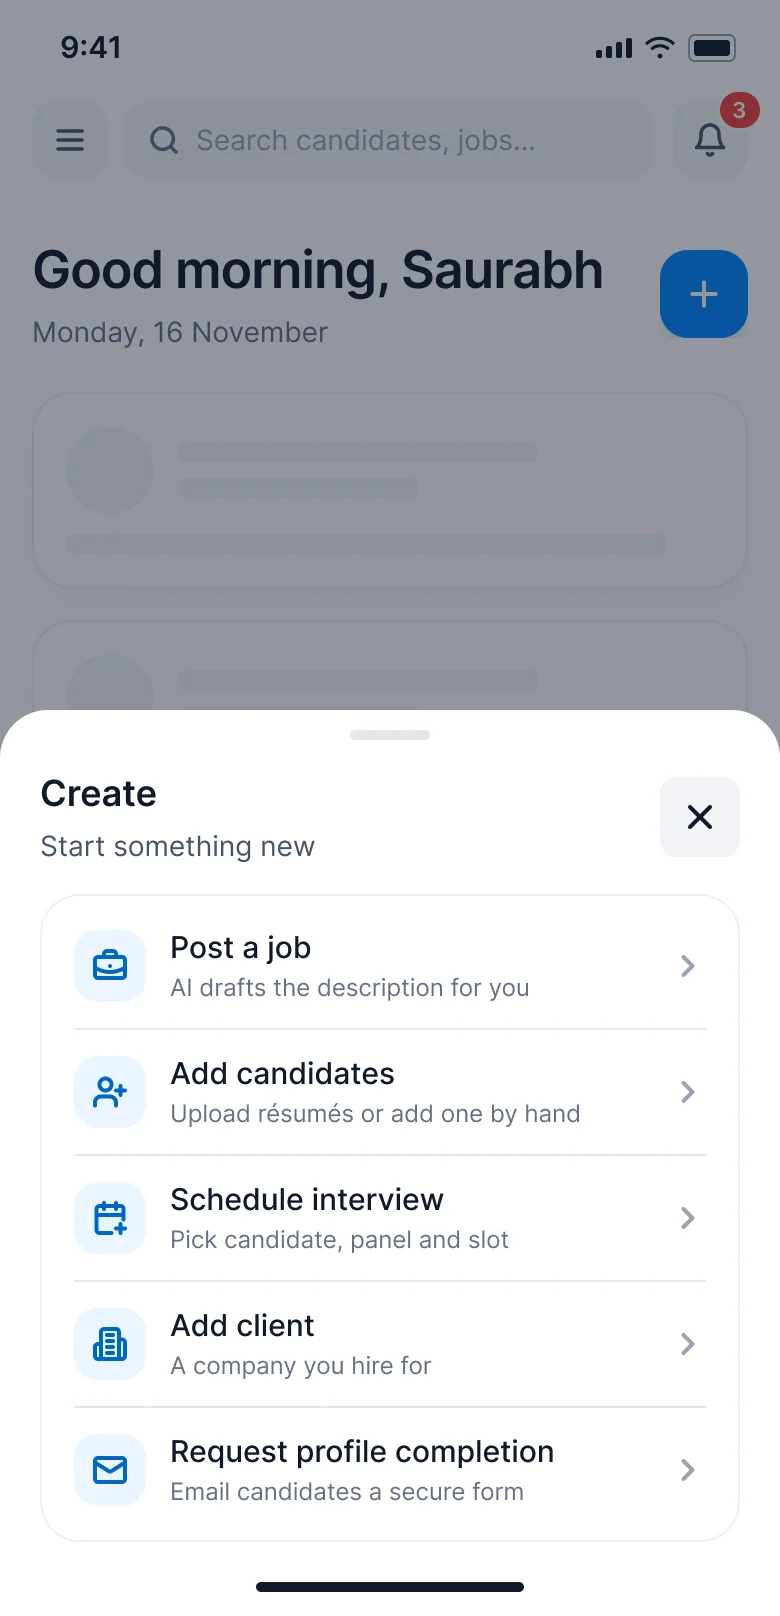 9:41
3
Search candidates, jobs...
Good morning, Saurabh
Monday, 16 November
Create
Start something new
Post a job
AI drafts the description for you
Add candidates
Upload résumés or add one by hand
Schedule interview
Pick candidate, panel and slot
Add client
A company you hire for
Request profile completion
Email candidates a secure form